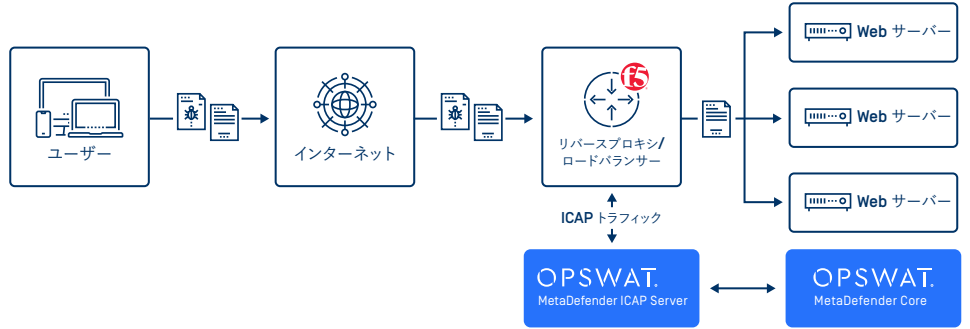 f5
Web サーバー
Web サーバー
Web サーバー
ユーザー
インターネット
リバースプロキシ/
ロードバランサー
ICAP トラフィック
OPSWAT.
MetaDefender ICAP Server
OPSWAT.
MetaDefender Core